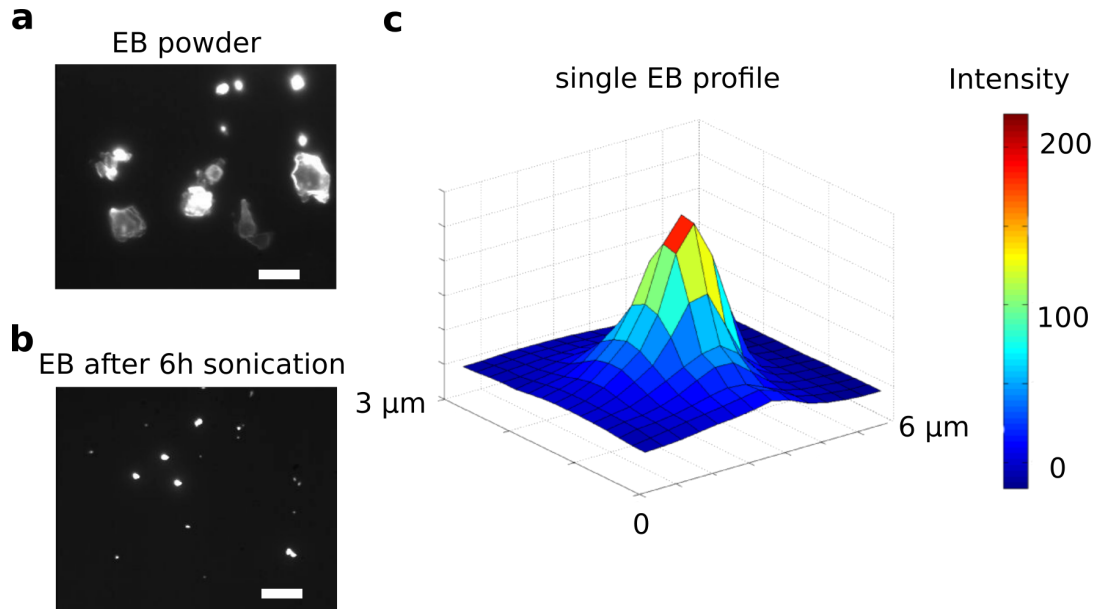 a
EB powder
b
EB after 6h sonication
c
single EB profile
3 µm
0
6 µm
Intensity
200
100
0